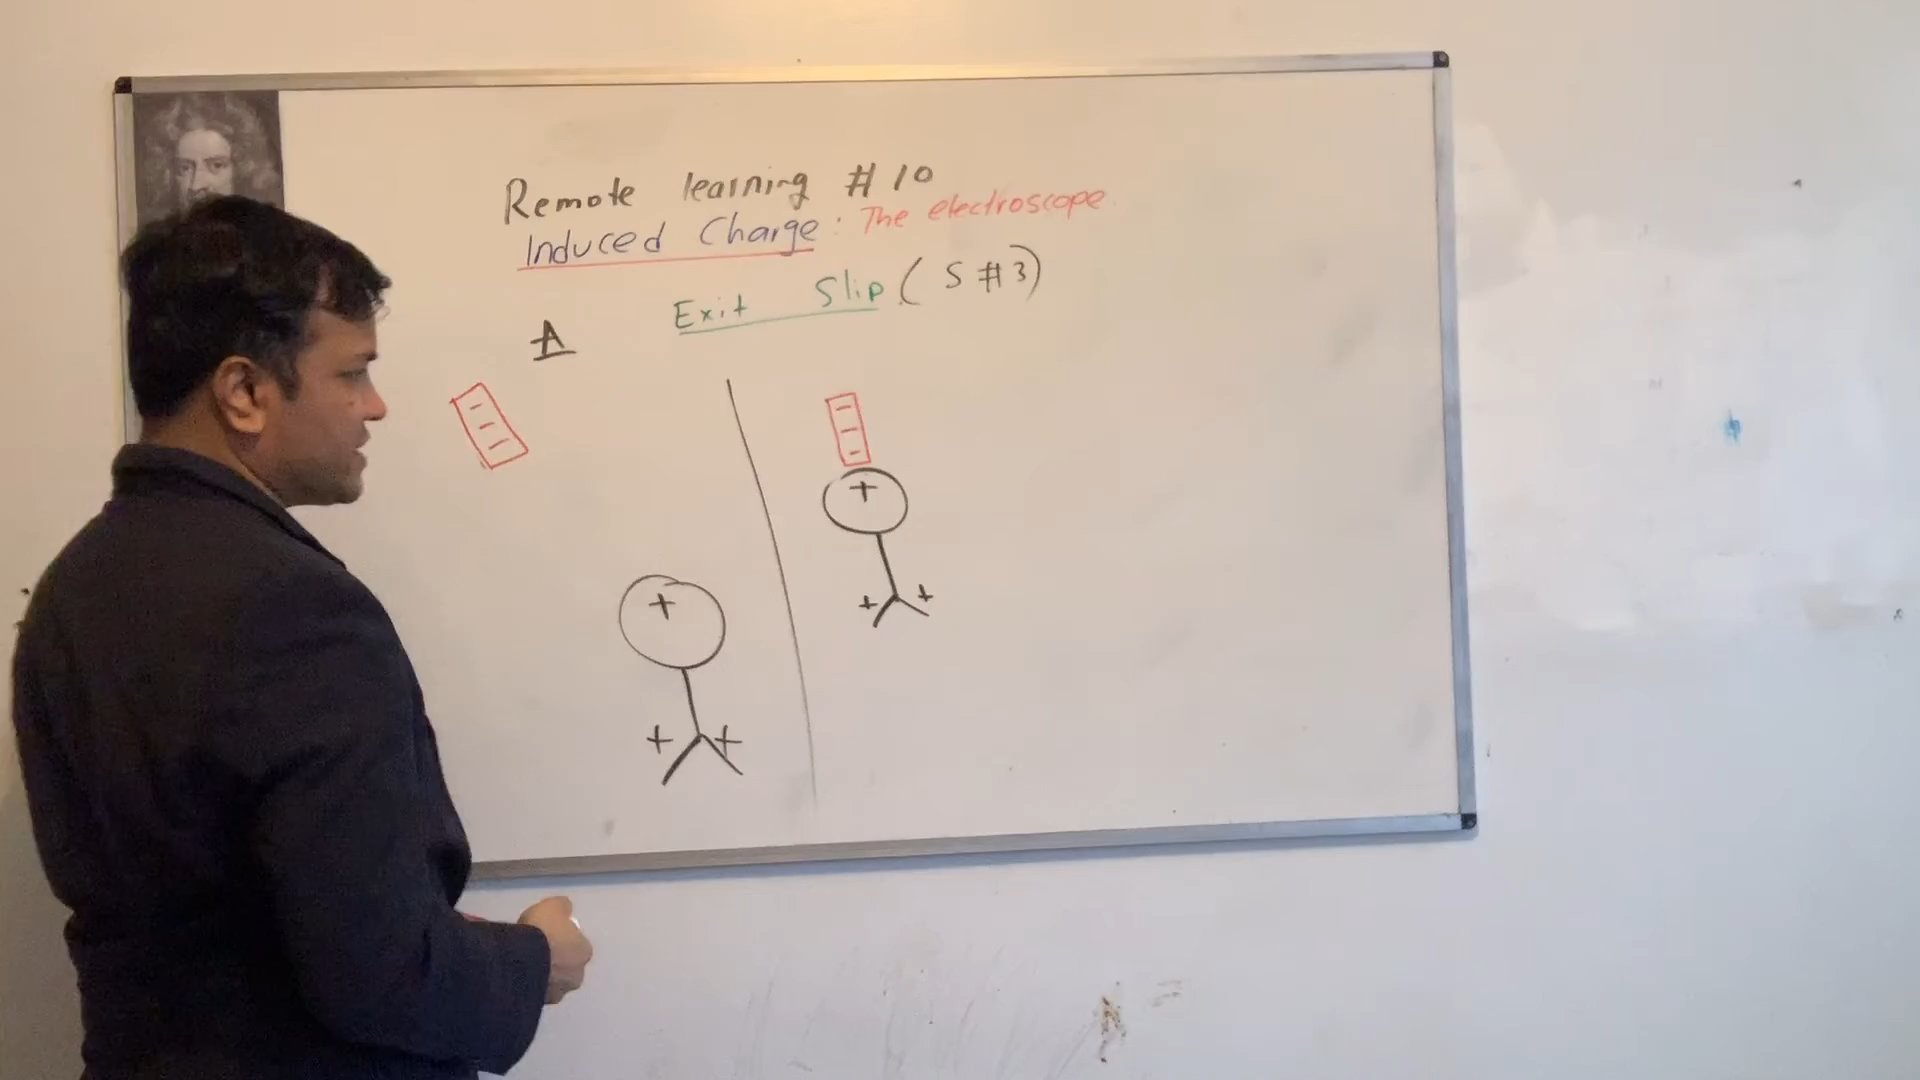 Remote learning #10
Induced Charge: The electroscope
Exit Slip (S #3)
A
-
-
-
-
-
-
+
+ +
+
+ +